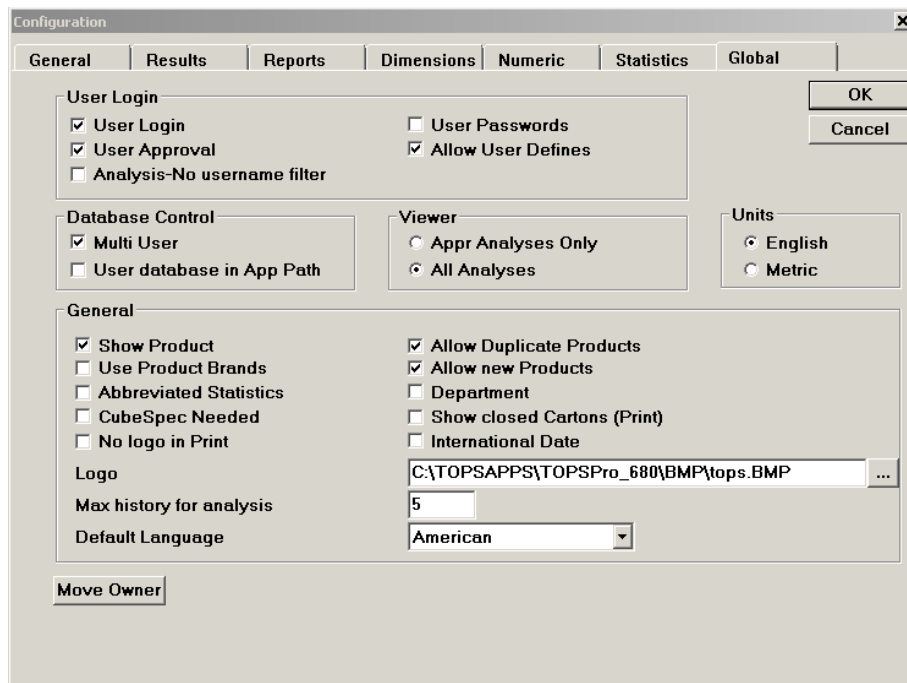 Configuration
General Results Reports Dimensions Numeric Statistics Global
OK
Cancel
User Login
User Login User Passwords
User Approval Allow User Defines
Analysis-No username filter
Database Control Viewer Units
Multi User Appr Analyses Only English
User database in App Path All Analyses Metric
General
Show Product Allow Duplicate Products
Use Product Brands Allow new Products
Abbreviated Statistics Department
CubeSpec Needed Show closed Cartons (Print)
No logo in Print International Date
Logo C:\TOPSAPPS\TOPSPro_680\BMP\tops.BMP ...
Max history for analysis 5
Default Language American
Move Owner